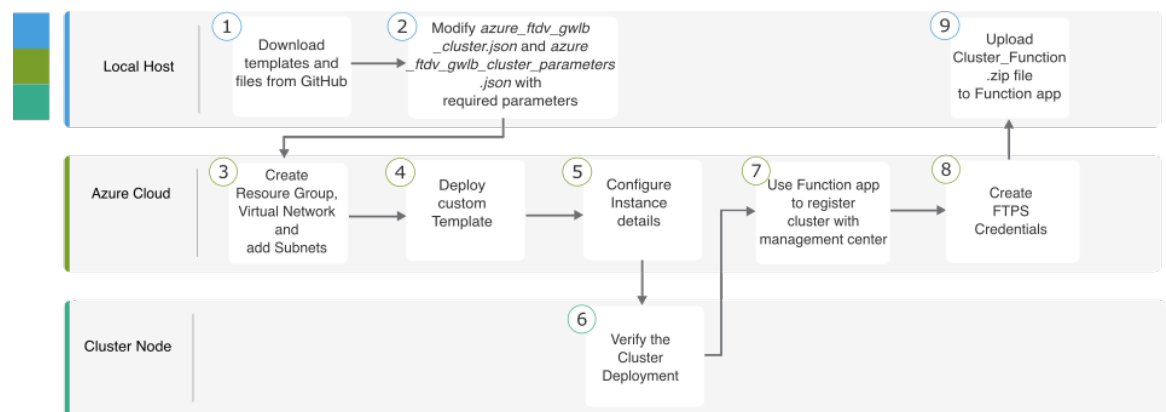 Local Host
1
Download
templates and
files from GitHub
2
Modify azure_ftdv_gwlb
_cluster.json and azure
_ftdv_gwlb_cluster_parameters
.json with
required parameters
9
Upload
Cluster_Function
.zip file
to Function app
Azure Cloud
3
Create
Resoure Group,
Virtual Network
and
add Subnets
4
Deploy
custom
Template
5
Configure
Instance
details
7
Use Function app
to register
cluster with
management center
8
Create
FTPS
Credentials
Cluster Node
6
Verify the
Cluster
Deployment